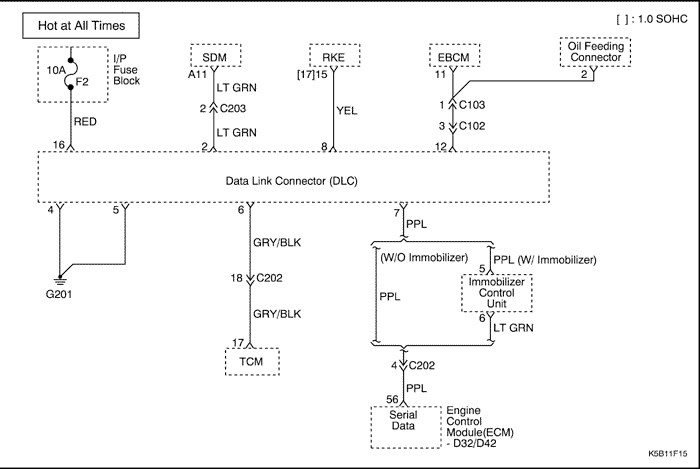 Hot at All Times
[ ] : 1.0 SOHC
I/P
Fuse
Block
10A
F2
SDM
RKE
EBCM
Oil Feeding
Connector
A11
[17]15
11
2
LT GRN
2
C203
LT GRN
YEL
1
C103
3
C102
RED
16
2
8
12
Data Link Connector (DLC)
4
5
6
7
PPL
GRY/BLK
(W/O Immobilizer)
PPL (W/ Immobilizer)
5
G201
18
C202
PPL
Immobilizer
Control
Unit
GRY/BLK
6
LT GRN
17
TCM
4
C202
PPL
56
Serial
Data
Engine
Control
Module(ECM)
- D32/D42
K5B11F15